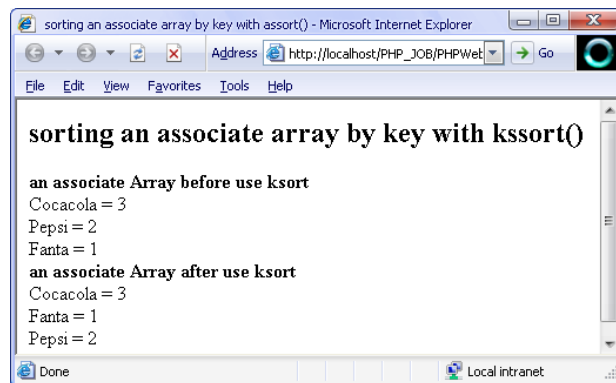 sorting an associate array by key with assort() - Microsoft Internet Explorer
Address http://localhost/PHP_JOB/PHPWet Go
File Edit View Favorites Tools Help
sorting an associate array by key with kssort()
an associate Array before use ksort
Cocacola = 3
Pepsi = 2
Fanta = 1
an associate Array after use ksort
Cocacola = 3
Fanta = 1
Pepsi = 2
Done Local intranet